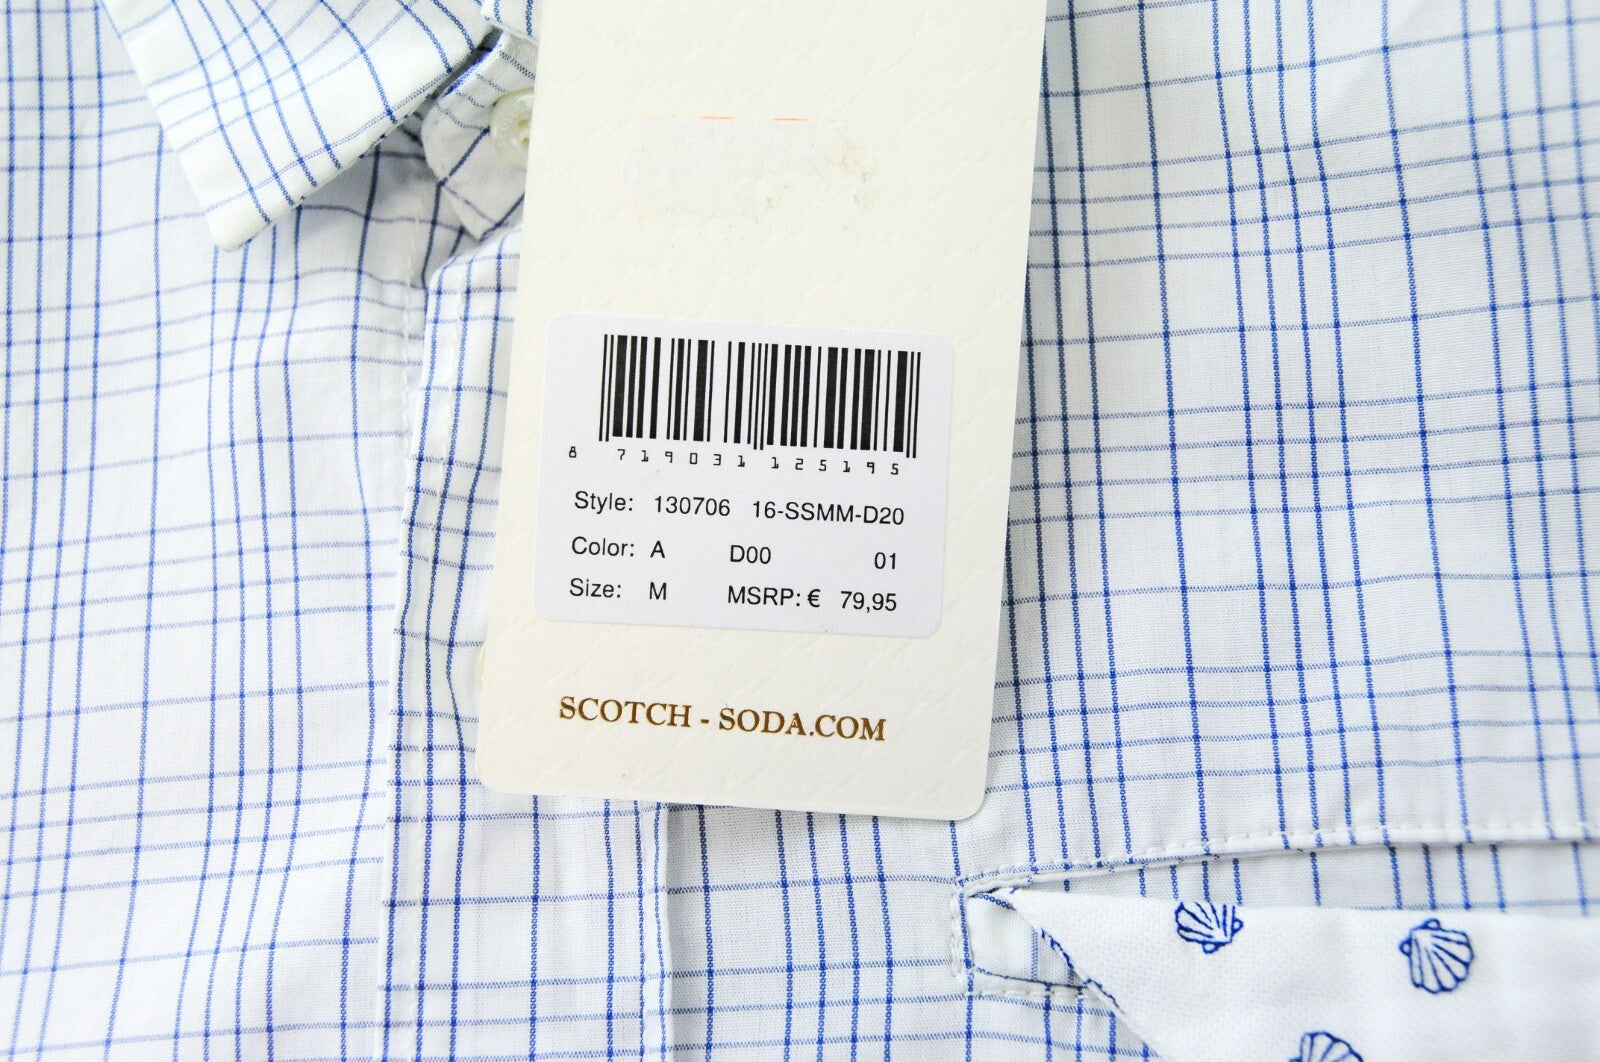 8 719031 125195
Style: 130706 16-SSMM-D20
Color: A D00 01
Size: M MSRP: € 79,95
SCOTCH - SODA.COM